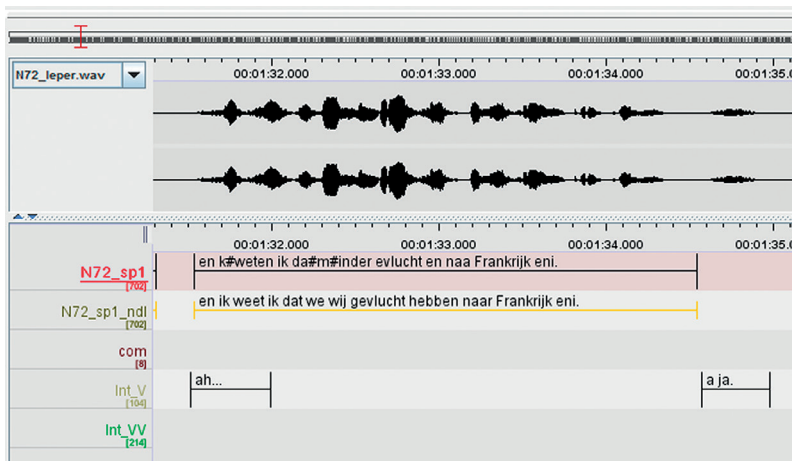 N72_leper.wav
00:01:32.000 00:01:33.000 00:01:34.000 00:01:35.0
00:01:32.000 00:01:33.000 00:01:34.000 00:01:35.0
N72_sp1
[702]
en k#weten ik da#m#inder evlucht en naa Frankrijk eni.
N72_sp1_ndl
[702]
en ik weet ik dat we wij gevlucht hebben naar Frankrijk eni.
com
[8]
Int_V
[104]
ah...
a ja.
Int_VV
[214]